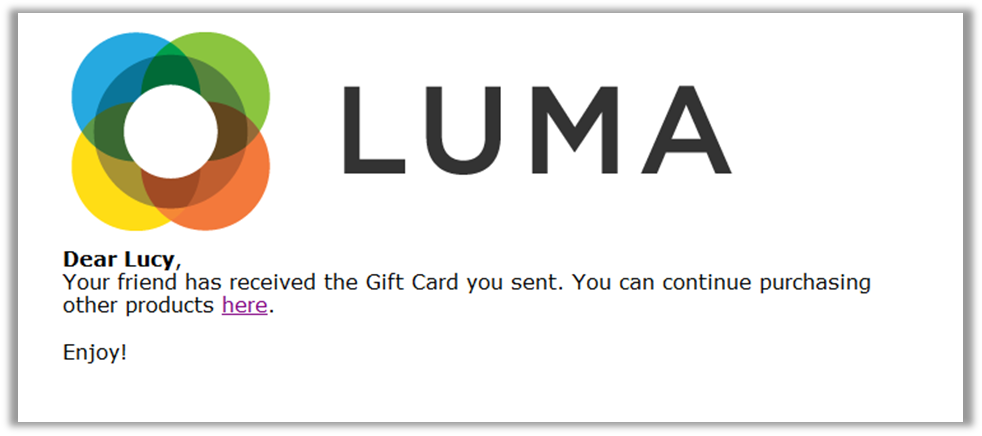 LUMA
Dear Lucy,
Your friend has received the Gift Card you sent. You can continue purchasing
other products here.
Enjoy!